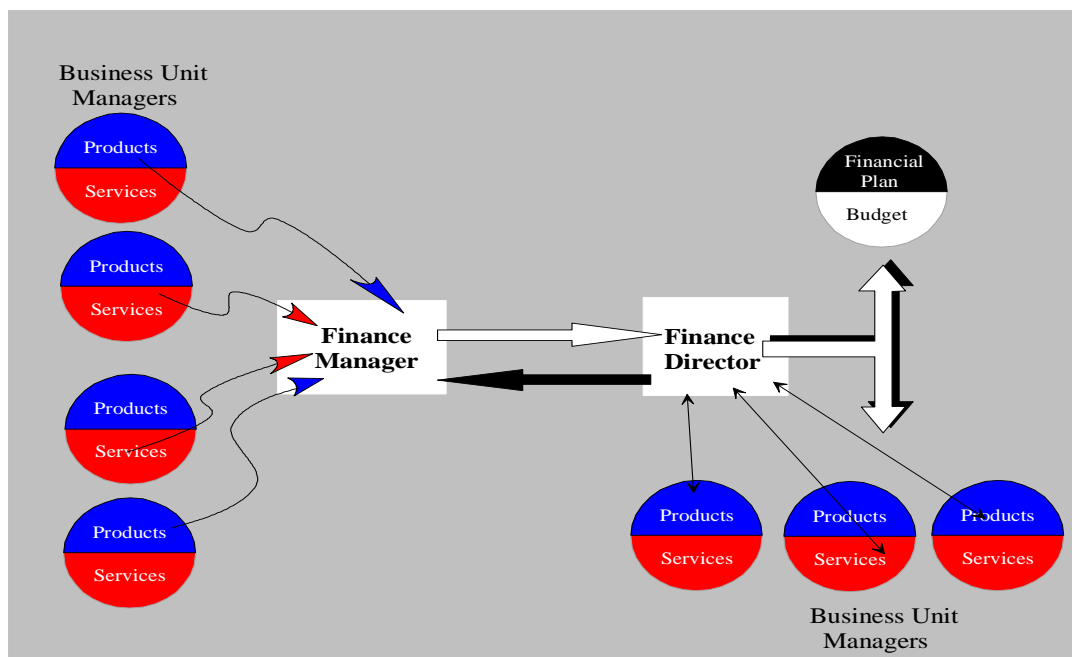 Business Unit
Managers
Products
Services
Products
Services
Products
Services
Products
Services
Finance
Manager
Finance
Director
Financial
Plan
Budget
Products
Services
Products
Services
Products
Services
Business Unit
Managers